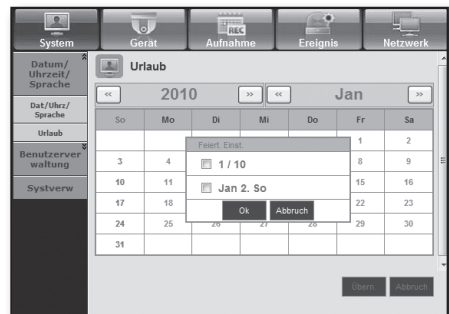 System
Gerät
REC
Aufnahme
Ereignis
Netzwerk
Datum/
Uhrzeit/
Sprache
Dat/Uhrz/
Sprache
Urlaub
Benutzerver
waltung
Systverw
Urlaub
<< 2010 >> << Jan >>
So Mo Di Mi Do Fr Sa
1 2
3 4 8 9
10 11 15 16
17 18 22 23
24 25 26 27 28 29 30
31
Feiert. Einst.
1 / 10
Jan 2. So
Ok Abbruch
Übern Abbruch